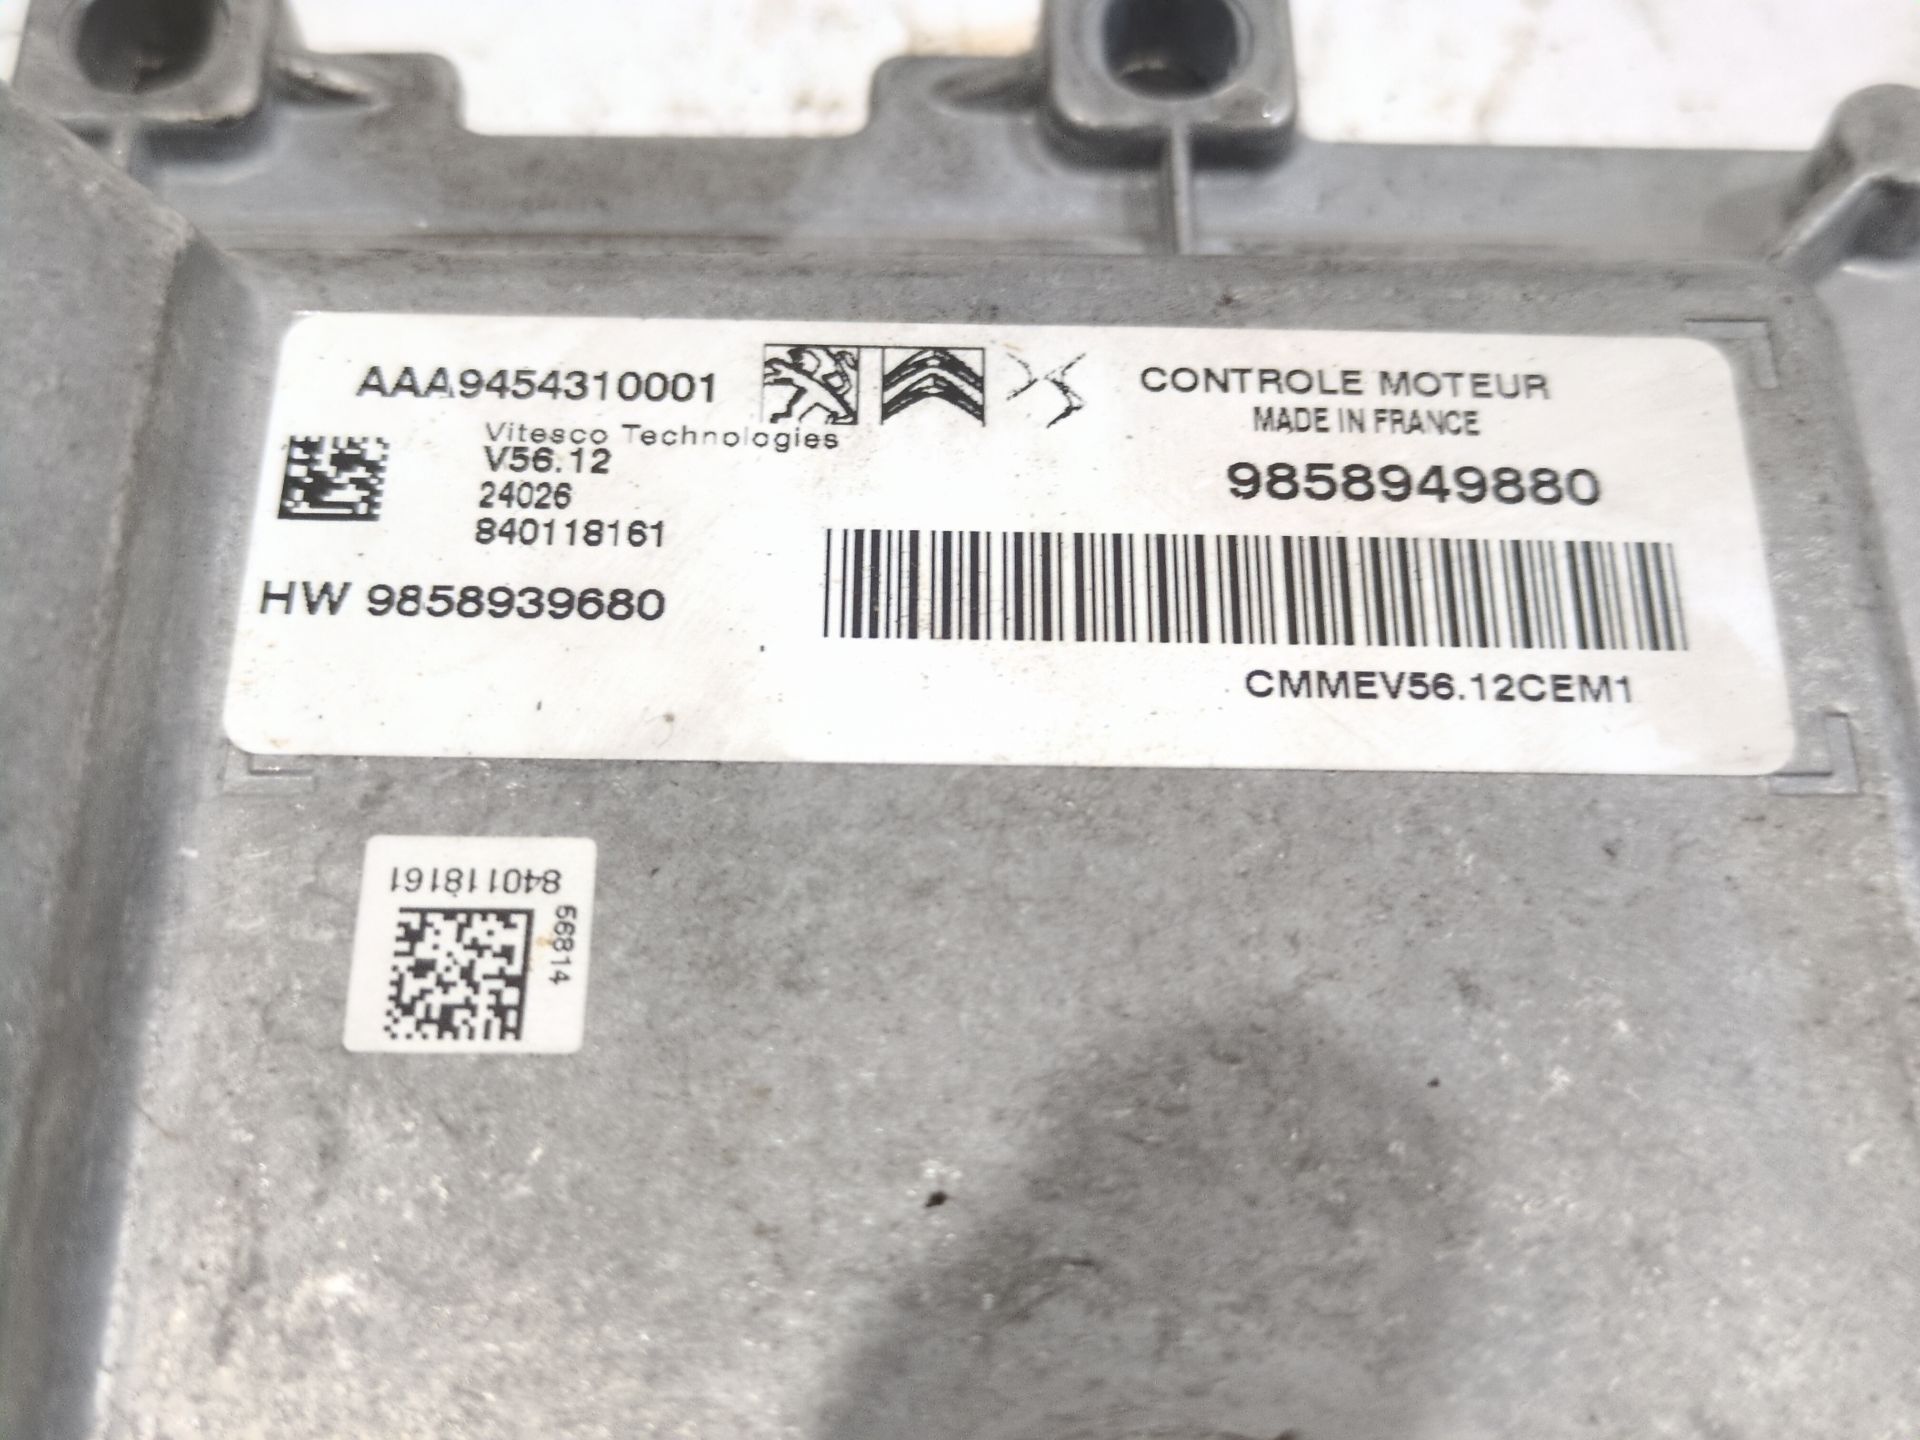 AAA9454310001
Vitesco Technologies
V56.12
24026
840118161
HW 9858939680
CONTROLE MOTEUR
MADE IN FRANCE
9858949880
CMMEV56.12CEM1
840118161
56814